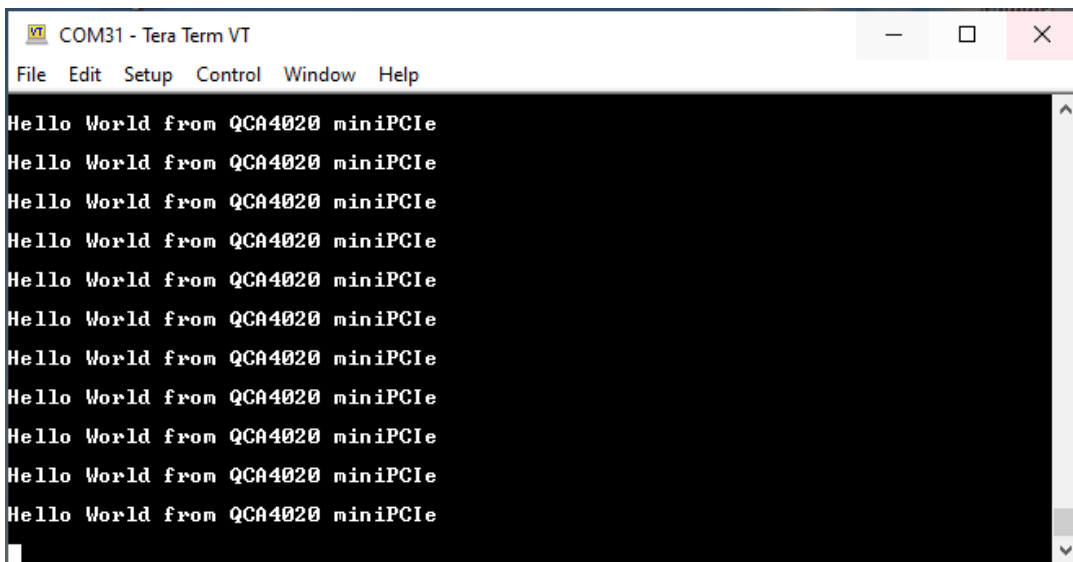 COM31 - Tera Term VT
File Edit Setup Control Window Help
Hello World from QCA4020 miniPCIe
Hello World from QCA4020 miniPCIe
Hello World from QCA4020 miniPCIe
Hello World from QCA4020 miniPCIe
Hello World from QCA4020 miniPCIe
Hello World from QCA4020 miniPCIe
Hello World from QCA4020 miniPCIe
Hello World from QCA4020 miniPCIe
Hello World from QCA4020 miniPCIe
Hello World from QCA4020 miniPCIe
Hello World from QCA4020 miniPCIe